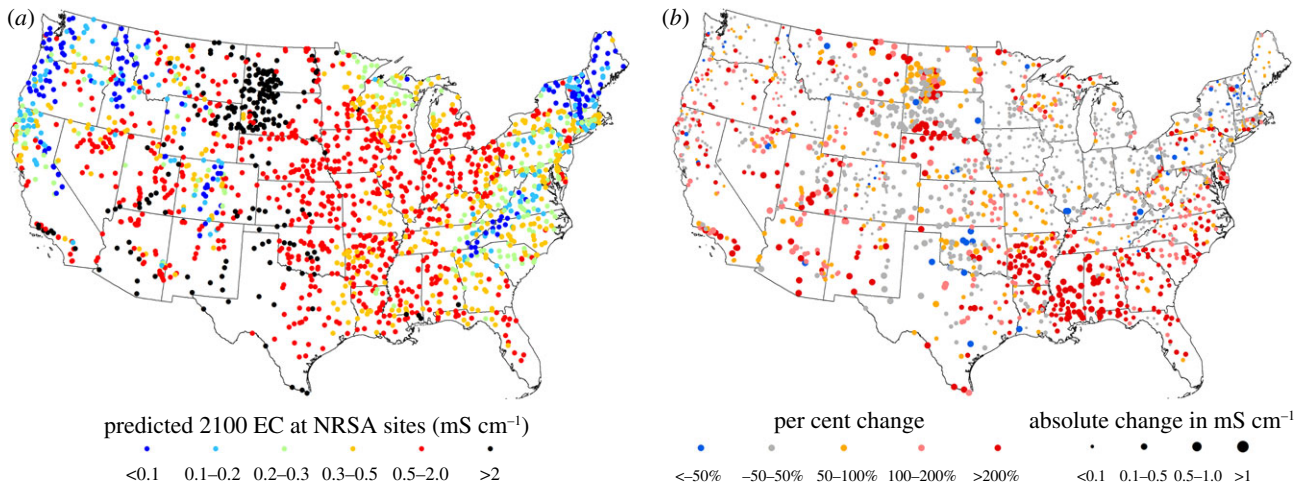 (a)
(b)
predicted 2100 EC at NRSA sites (mS cm⁻¹)
<0.1 0.1–0.2 0.2–0.3 0.3–0.5 0.5–2.0 >2
per cent change
<–50% –50–50% 50–100% 100–200% >200%
absolute change in mS cm⁻¹
<0.1 0.1–0.5 0.5–1.0 >1